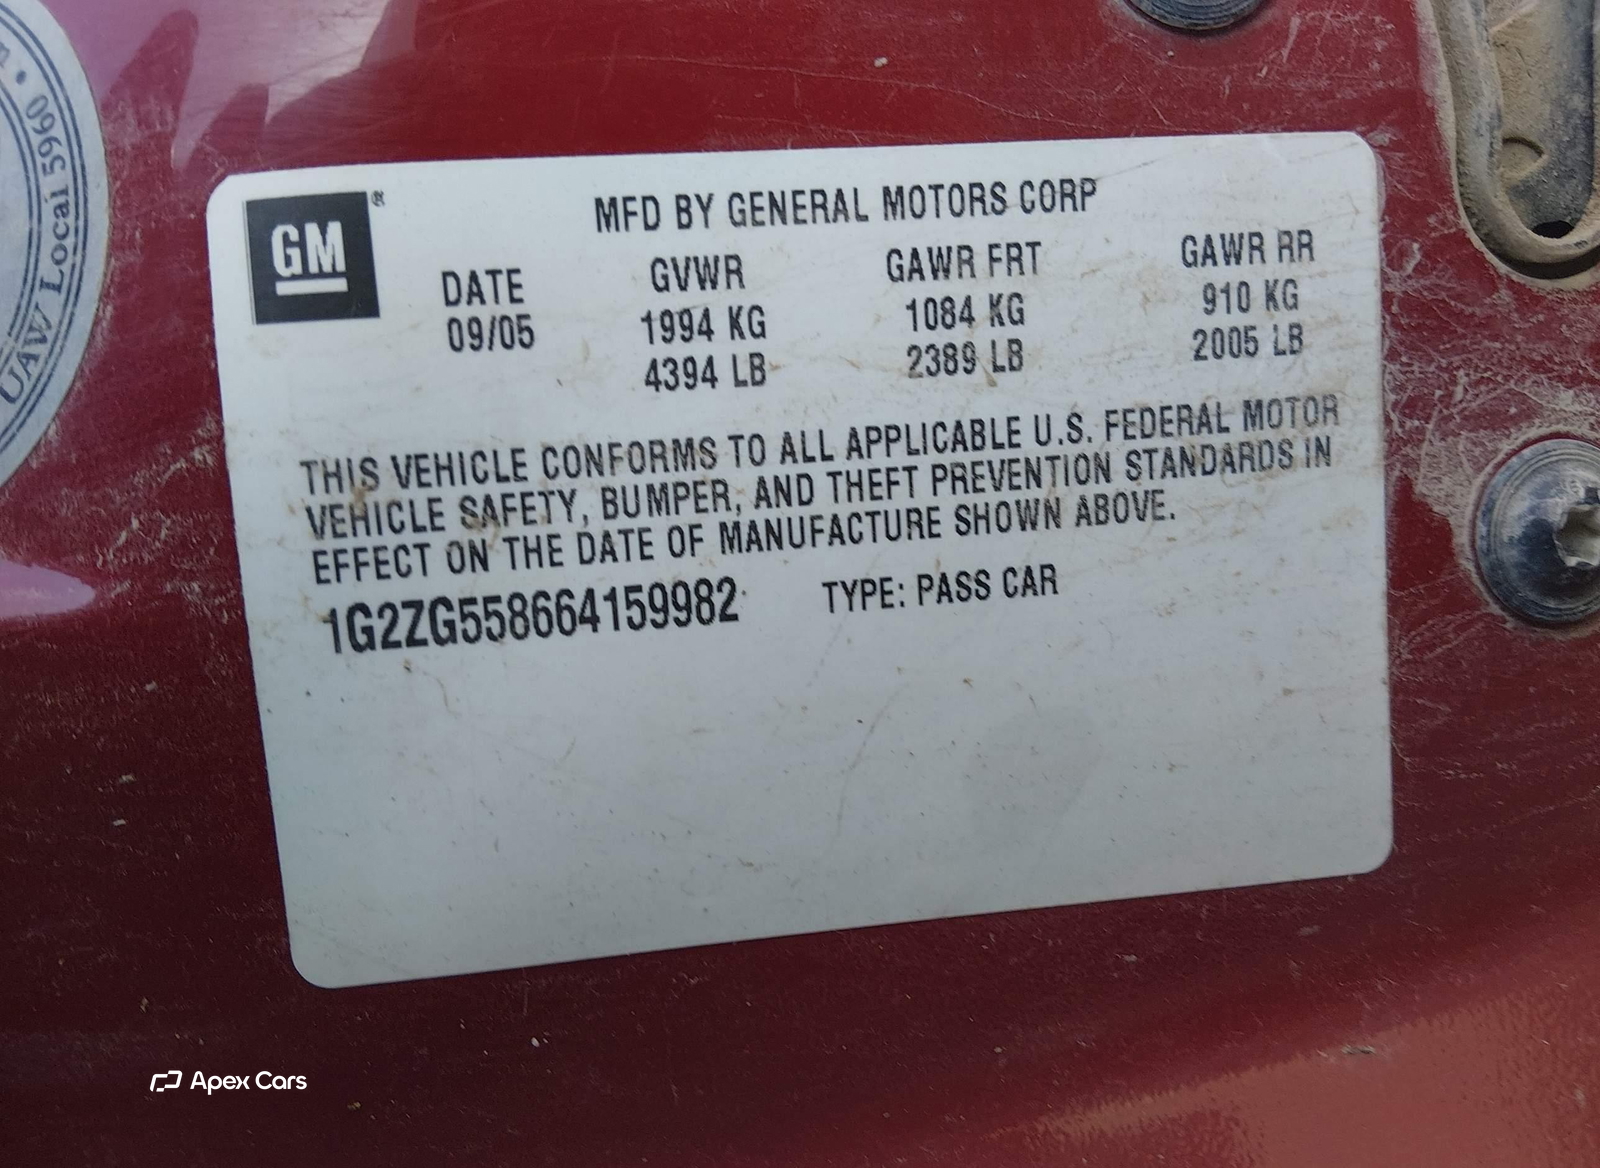 5960
UAW Local
GM
®
MFD BY GENERAL MOTORS CORP
DATE GVWR GAWR FRT GAWR RR
09/05 1994 KG 1084 KG 910 KG
4394 LB 2389 LB 2005 LB
THIS VEHICLE CONFORMS TO ALL APPLICABLE U.S. FEDERAL MOTOR
VEHICLE SAFETY, BUMPER, AND THEFT PREVENTION STANDARDS IN
EFFECT ON THE DATE OF MANUFACTURE SHOWN ABOVE.
1G2ZG558664159982 TYPE: PASS CAR
Apex Cars